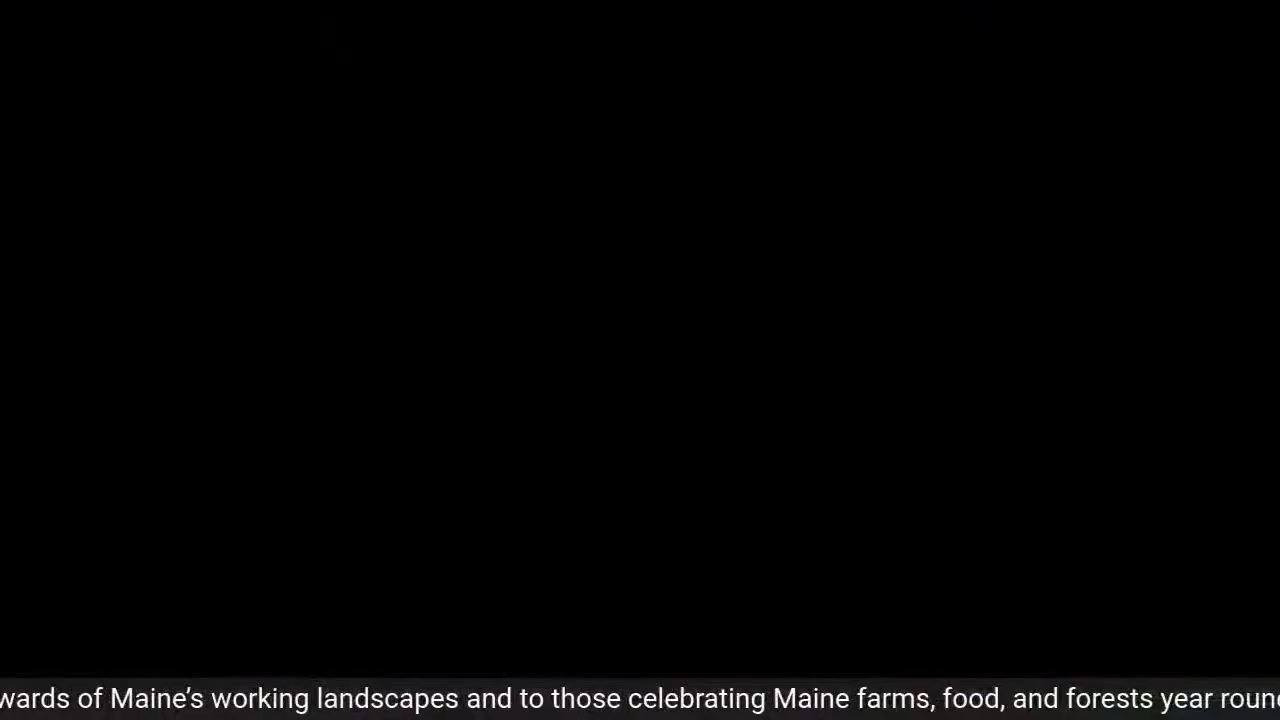 wards of Maine’s working landscapes and to those celebrating Maine farms, food, and forests year roun